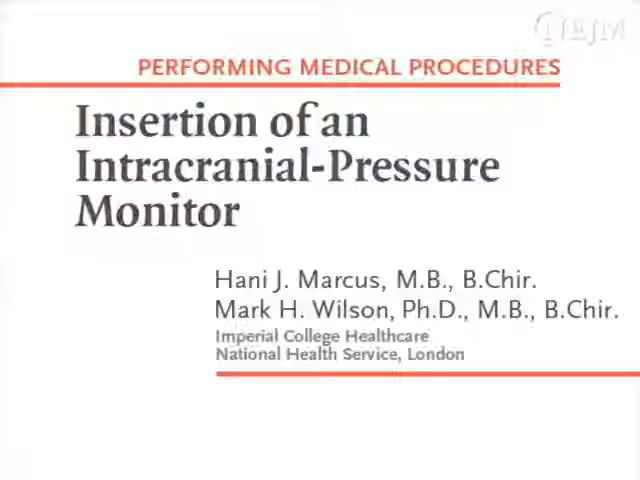 NEJM
PERFORMING MEDICAL PROCEDURES
Insertion of an
Intracranial-Pressure
Monitor
Hani J. Marcus, M.B., B.Chir.
Mark H. Wilson, Ph.D., M.B., B.Chir.
Imperial College Healthcare
National Health Service, London